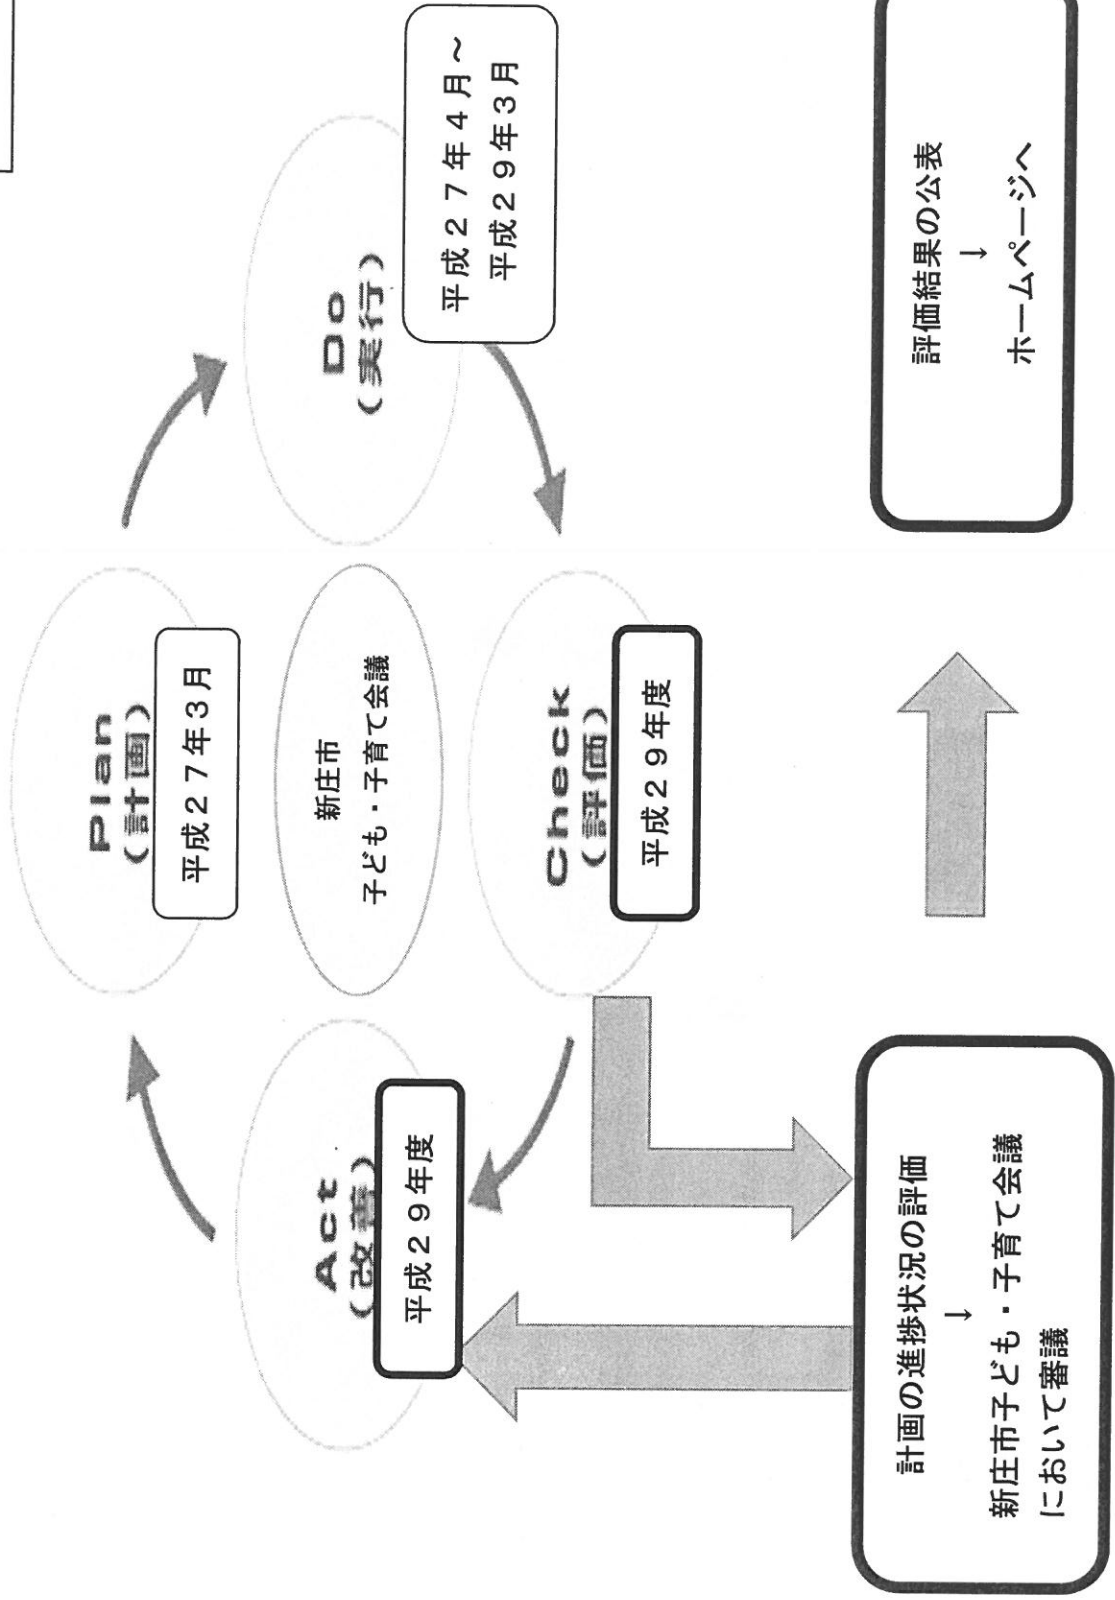 Plan
(計画)
平成27年3月
Do
(実行)
平成27年4月～
平成29年3月
新庄市
子ども・子育て会議
Check
(評価)
平成29年度
Act
(改善)
平成29年度
計画の進捗状況の評価
↓
新庄市子ども・子育て会議
において審議
評価結果の公表
↓
ホームページへ